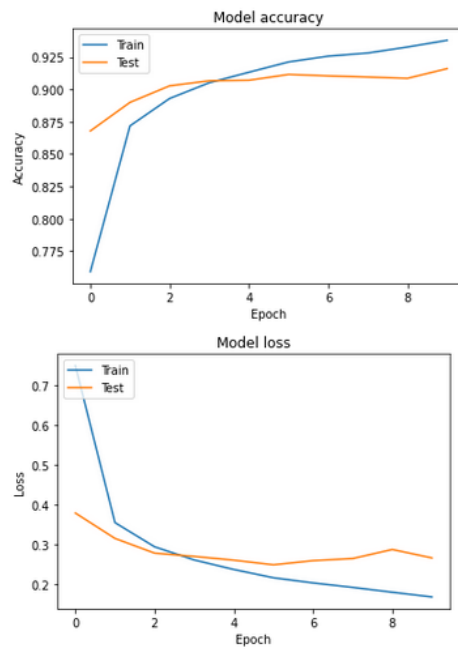 Model accuracy
Train
Test
0.925
0.900
0.875
0.850
0.825
0.800
0.775
Accuracy
0 2 4 6 8
Epoch
Model loss
Train
Test
0.7
0.6
0.5
0.4
0.3
0.2
Loss
0 2 4 6 8
Epoch